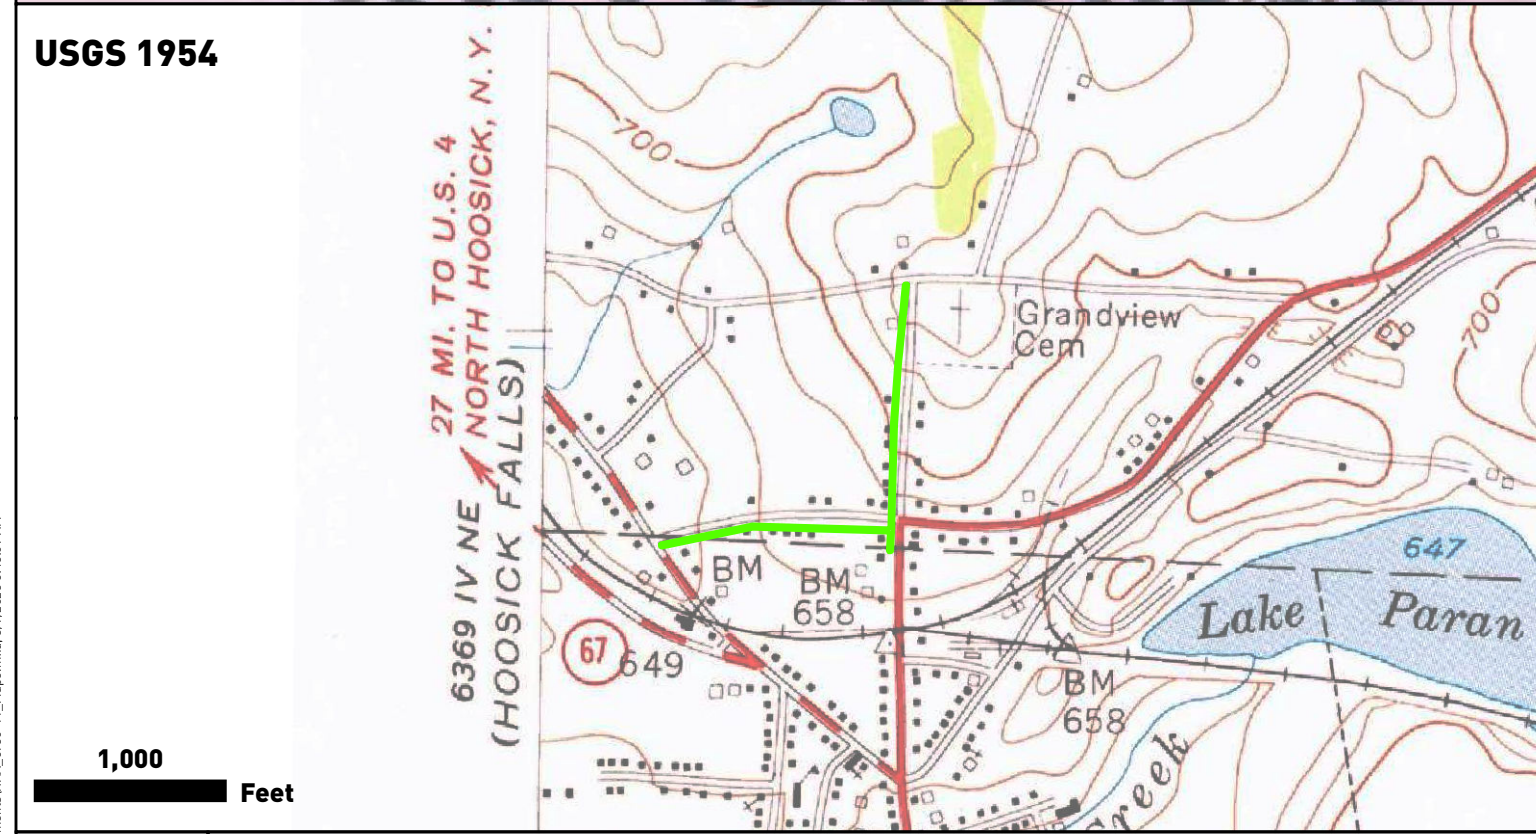 USGS 1954
27 MI. TO U.S. 4
NORTH HOOSICK, N.Y.
6369 IV NE
(HOOSICK FALLS)
700
Grandview
Cem
700
647
Lake Paran
BM
BM
658
67
649
BM
658
Creek
1,000
Feet